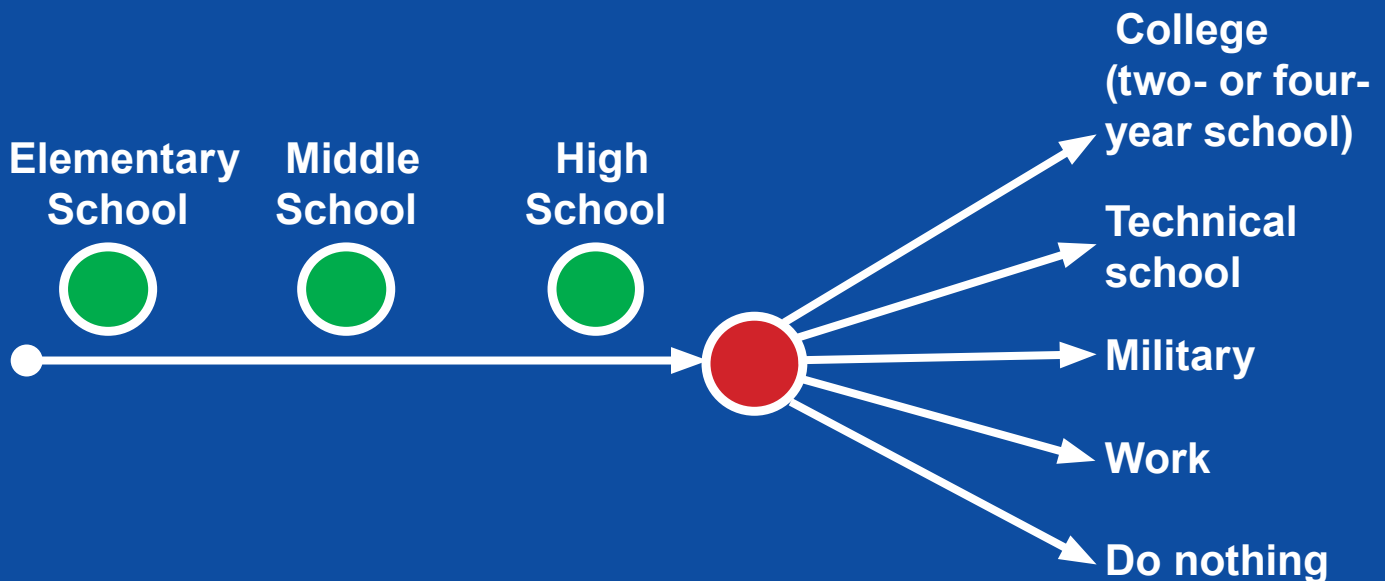 Elementary
School
Middle
School
High
School
College
(two- or four-
year school)
Technical
school
Military
Work
Do nothing